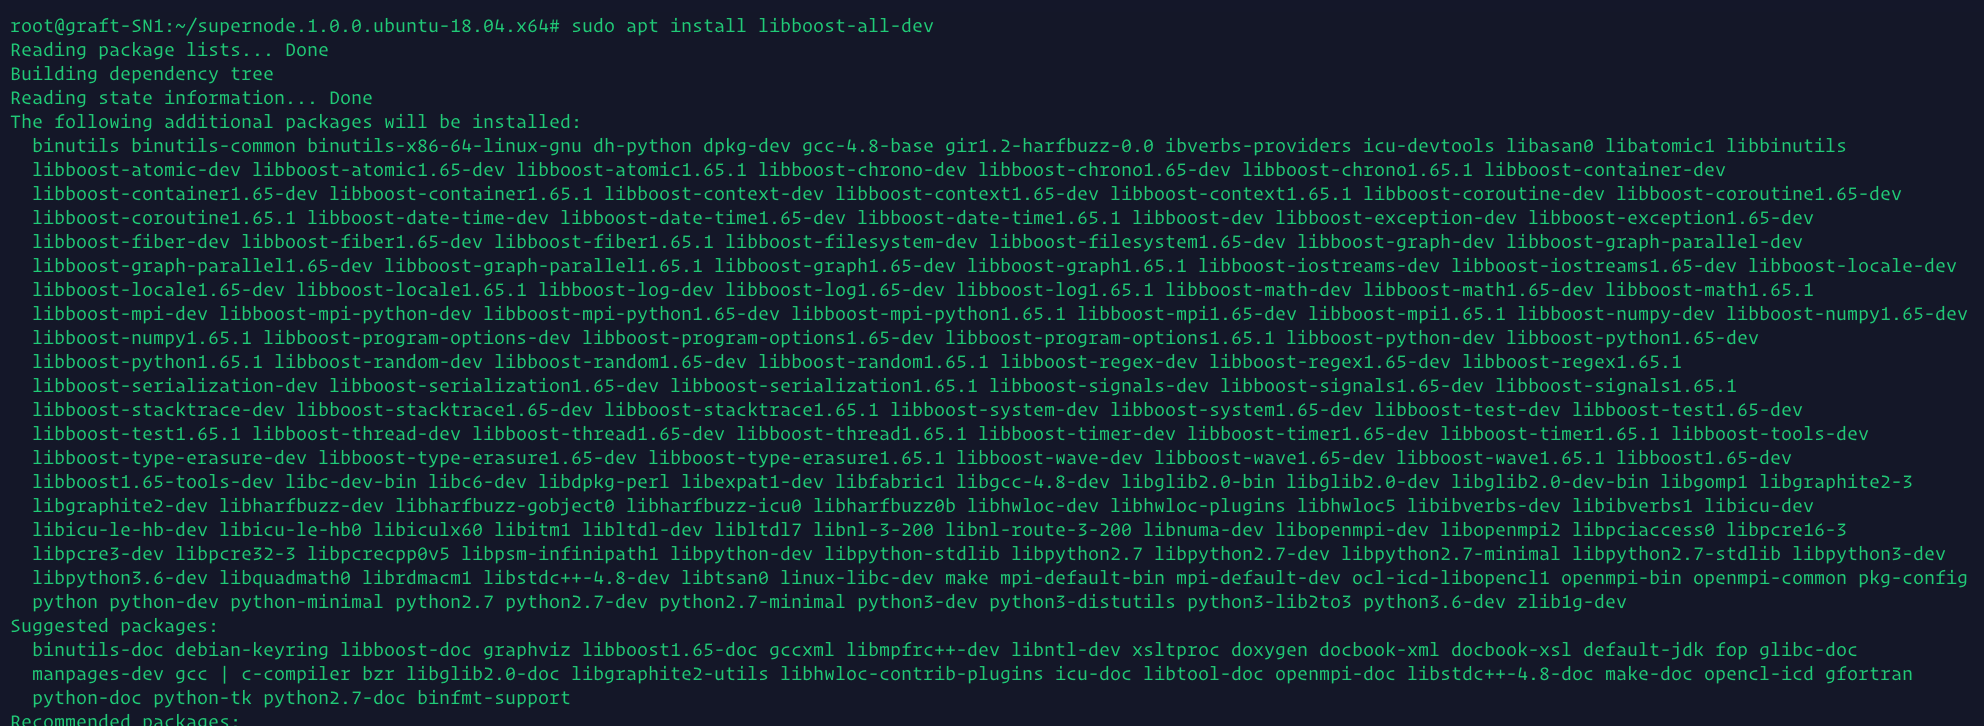 root@graft-SN1:~/supernode.1.0.0.ubuntu-18.04.x64# sudo apt install libboost-all-dev
Reading package lists... Done
Building dependency tree
Reading state information... Done
The following additional packages will be installed:
  binutils binutils-common binutils-x86-64-linux-gnu dh-python dpkg-dev gcc-4.8-base gir1.2-harfbuzz-0.0 ibverbs-providers icu-devtools libasan0 libatomic1 libbinutils
  libboost-atomic-dev libboost-atomic1.65-dev libboost-atomic1.65.1 libboost-chrono-dev libboost-chrono1.65-dev libboost-chrono1.65.1 libboost-container-dev
  libboost-container1.65-dev libboost-container1.65.1 libboost-context-dev libboost-context1.65-dev libboost-context1.65.1 libboost-coroutine-dev libboost-coroutine1.65-dev
  libboost-coroutine1.65.1 libboost-date-time-dev libboost-date-time1.65-dev libboost-date-time1.65.1 libboost-dev libboost-exception-dev libboost-exception1.65-dev
  libboost-fiber-dev libboost-fiber1.65-dev libboost-fiber1.65.1 libboost-filesystem-dev libboost-filesystem1.65-dev libboost-graph-dev libboost-graph-parallel-dev
  libboost-graph-parallel1.65-dev libboost-graph-parallel1.65.1 libboost-graph1.65-dev libboost-graph1.65.1 libboost-iostreams-dev libboost-iostreams1.65-dev libboost-locale-dev
  libboost-locale1.65-dev libboost-locale1.65.1 libboost-log-dev libboost-log1.65-dev libboost-log1.65.1 libboost-math-dev libboost-math1.65-dev libboost-math1.65.1
  libboost-mpi-dev libboost-mpi-python-dev libboost-mpi-python1.65-dev libboost-mpi-python1.65.1 libboost-mpi1.65-dev libboost-mpi1.65.1 libboost-numpy-dev libboost-numpy1.65-dev
  libboost-numpy1.65.1 libboost-program-options-dev libboost-program-options1.65-dev libboost-program-options1.65.1 libboost-python-dev libboost-python1.65-dev
  libboost-python1.65.1 libboost-random-dev libboost-random1.65-dev libboost-random1.65.1 libboost-regex-dev libboost-regex1.65-dev libboost-regex1.65.1
  libboost-serialization-dev libboost-serialization1.65-dev libboost-serialization1.65.1 libboost-signals-dev libboost-signals1.65-dev libboost-signals1.65.1
  libboost-stacktrace-dev libboost-stacktrace1.65-dev libboost-stacktrace1.65.1 libboost-system-dev libboost-system1.65-dev libboost-test-dev libboost-test1.65-dev
  libboost-test1.65.1 libboost-thread-dev libboost-thread1.65-dev libboost-thread1.65.1 libboost-timer-dev libboost-timer1.65-dev libboost-timer1.65.1 libboost-tools-dev
  libboost-type-erasure-dev libboost-type-erasure1.65-dev libboost-type-erasure1.65.1 libboost-wave-dev libboost-wave1.65-dev libboost-wave1.65.1 libboost1.65-dev
  libboost1.65-tools-dev libc-dev-bin libc6-dev libdpkg-perl libexpat1-dev libfabric1 libgcc-4.8-dev libglib2.0-bin libglib2.0-dev libglib2.0-dev-bin libgomp1 libgraphite2-3
  libgraphite2-dev libharfbuzz-dev libharfbuzz-gobject0 libharfbuzz-icu0 libharfbuzz0b libhwloc-dev libhwloc-plugins libhwloc5 libibverbs-dev libibverbs1 libicu-dev
  libicu-le-hb-dev libicu-le-hb0 libiculx60 libitm1 libltdl-dev libltdl7 libnl-3-200 libnl-route-3-200 libnuma-dev libopenmpi-dev libopenmpi2 libpciaccess0 libpcre16-3
  libpcre3-dev libpcre32-3 libpcrecpp0v5 libpsm-infinipath1 libpython-dev libpython-stdlib libpython2.7 libpython2.7-dev libpython2.7-minimal libpython2.7-stdlib libpython3-dev
  libpython3.6-dev libquadmath0 librdmacm1 libstdc++-4.8-dev libtsan0 linux-libc-dev make mpi-default-bin mpi-default-dev ocl-icd-libopencl1 openmpi-bin openmpi-common pkg-config
  python python-dev python-minimal python2.7 python2.7-dev python2.7-minimal python3-dev python3-distutils python3-lib2to3 python3.6-dev zlib1g-dev
Suggested packages:
  binutils-doc debian-keyring libboost-doc graphviz libboost1.65-doc gccxml libmpfrc++-dev libntl-dev xsltproc doxygen docbook-xml docbook-xsl default-jdk fop glibc-doc
  manpages-dev gcc | c-compiler bzr libglib2.0-doc libgraphite2-utils libhwloc-contrib-plugins icu-doc libtool-doc openmpi-doc libstdc++-4.8-doc make-doc opencl-icd gfortran
  python-doc python-tk python2.7-doc binfmt-support
Recommended packages: